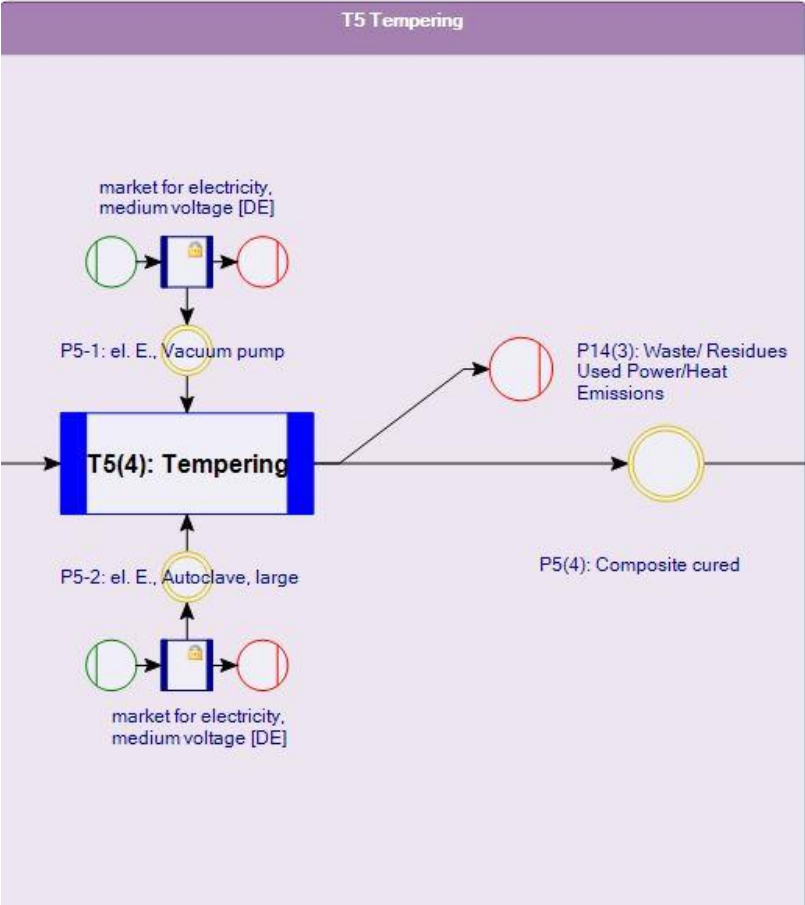 T5 Tempering
market for electricity,
medium voltage [DE]
P5-1: el. E., Vacuum pump
P14(3): Waste/ Residues
Used Power/Heat
Emissions
T5(4): Tempering
P5-2: el. E., Autoclave, large
P5(4): Composite cured
market for electricity,
medium voltage [DE]